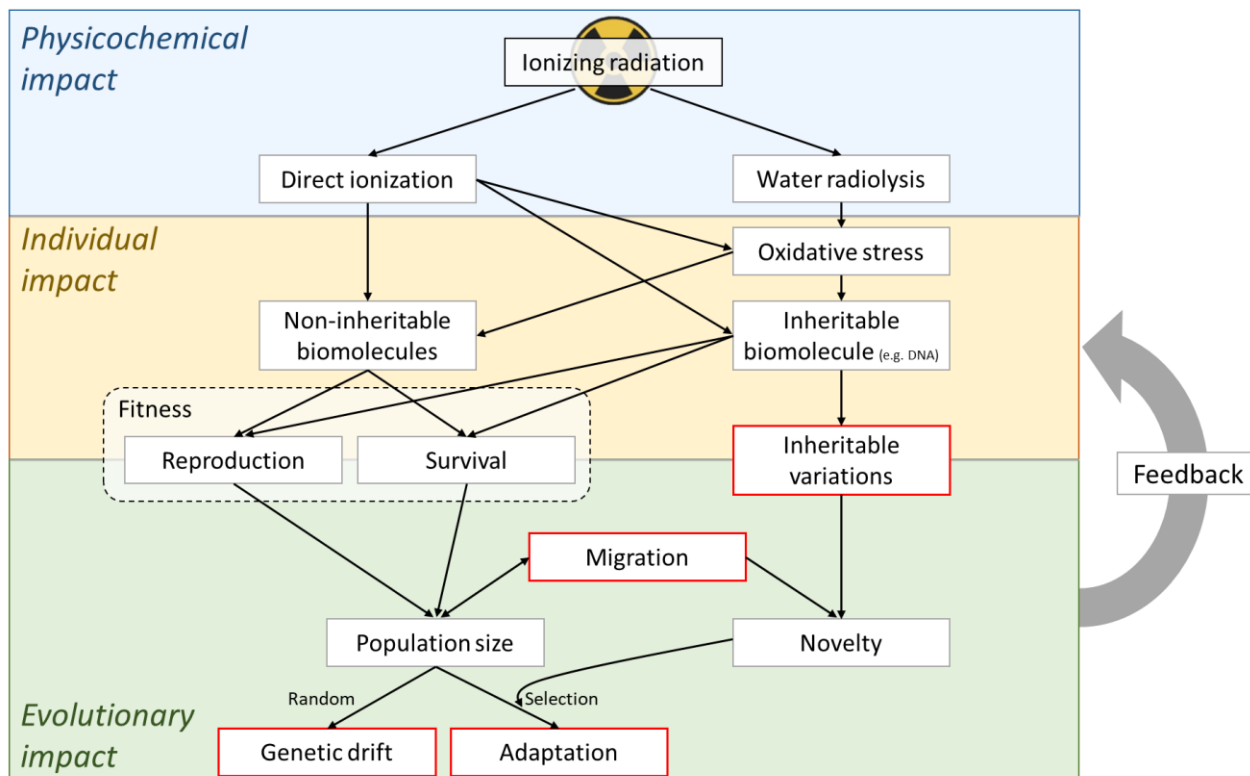 Physicochemical
impact
Ionizing radiation
Direct ionization
Water radiolysis
Individual
impact
Oxidative stress
Non-inheritable
biomolecules
Inheritable
biomolecule (e.g. DNA)
Fitness
Reproduction
Survival
Inheritable
variations
Feedback
Migration
Population size
Novelty
Random
Selection
Evolutionary
impact
Genetic drift
Adaptation